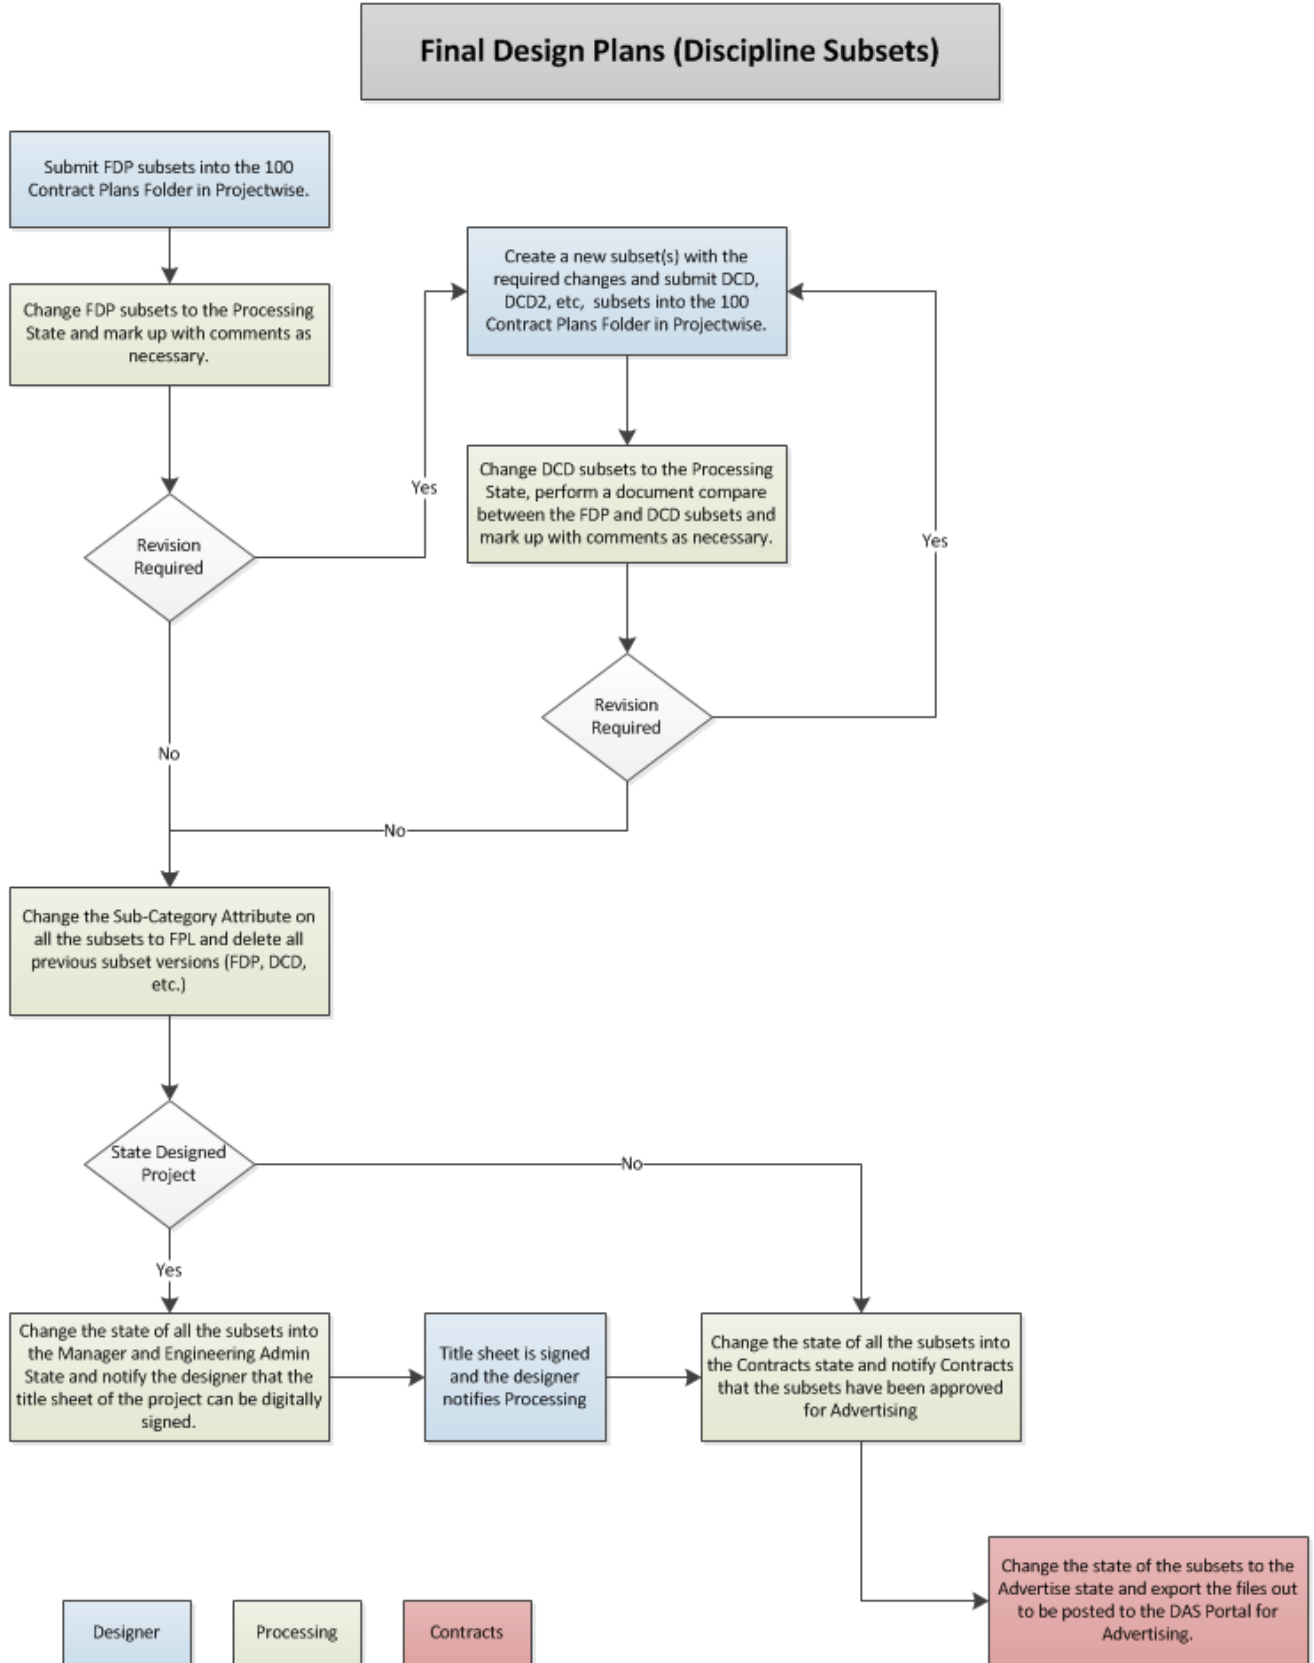 Final Design Plans (Discipline Subsets)
Submit FDP subsets into the 100
Contract Plans Folder in Projectwise.
Change FDP subsets to the Processing
State and mark up with comments as
necessary.
Create a new subset(s) with the
required changes and submit DCD,
DCD2, etc,  subsets into the 100
Contract Plans Folder in Projectwise.
Yes
Change DCD subsets to the Processing
State, perform a document compare
between the FDP and DCD subsets and
mark up with comments as necessary.
Yes
Revision
Required
Revision
Required
No
No
Change the Sub-Category Attribute on
all the subsets to FPL and delete all
previous subset versions (FDP, DCD,
etc.)
State Designed
Project
No
Yes
Change the state of all the subsets into
the Manager and Engineering Admin
State and notify the designer that the
title sheet of the project can be digitally
signed.
Title sheet is signed
and the designer
notifies Processing
Change the state of all the subsets into
the Contracts state and notify Contracts
that the subsets have been approved
for Advertising
Change the state of the subsets to the
Advertise state and export the files out
to be posted to the DAS Portal for
Advertising.
Designer
Processing
Contracts